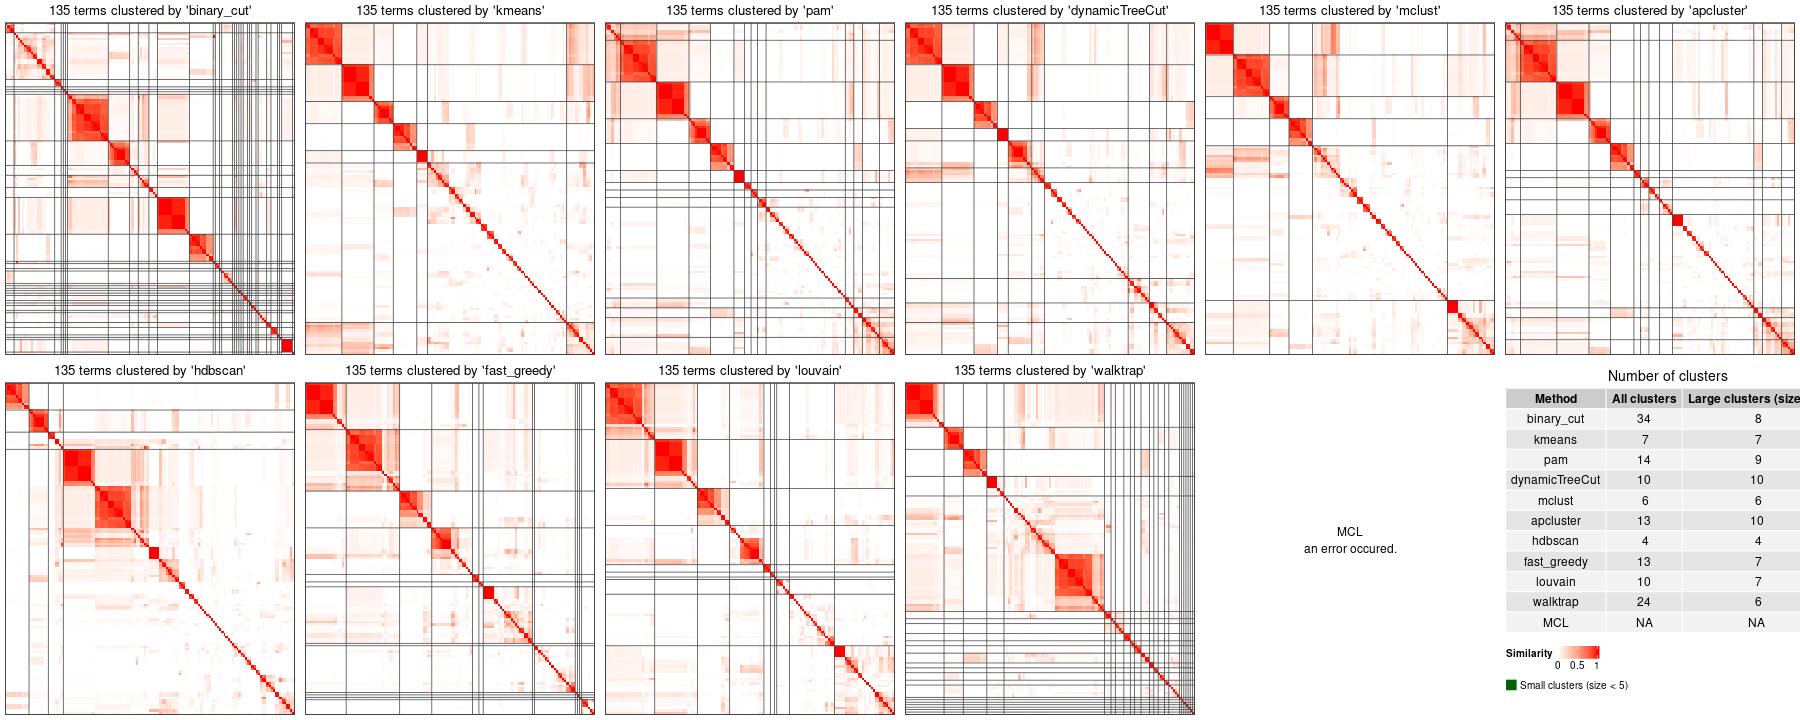 135 terms clustered by 'binary_cut'
135 terms clustered by 'kmeans'
135 terms clustered by 'pam'
135 terms clustered by 'dynamicTreeCut'
135 terms clustered by 'mclust'
135 terms clustered by 'apcluster'
135 terms clustered by 'hdbscan'
135 terms clustered by 'fast_greedy'
135 terms clustered by 'louvain'
135 terms clustered by 'walktrap'
MCL
an error occured.
Number of clusters
Method All clusters Large clusters (size
binary_cut 34 8
kmeans 7 7
pam 14 9
dynamicTreeCut 10 10
mclust 6 6
apcluster 13 10
hdbscan 4 4
fast_greedy 13 7
louvain 10 7
walktrap 24 6
MCL NA NA
Similarity
0 0.5 1
Small clusters (size < 5)